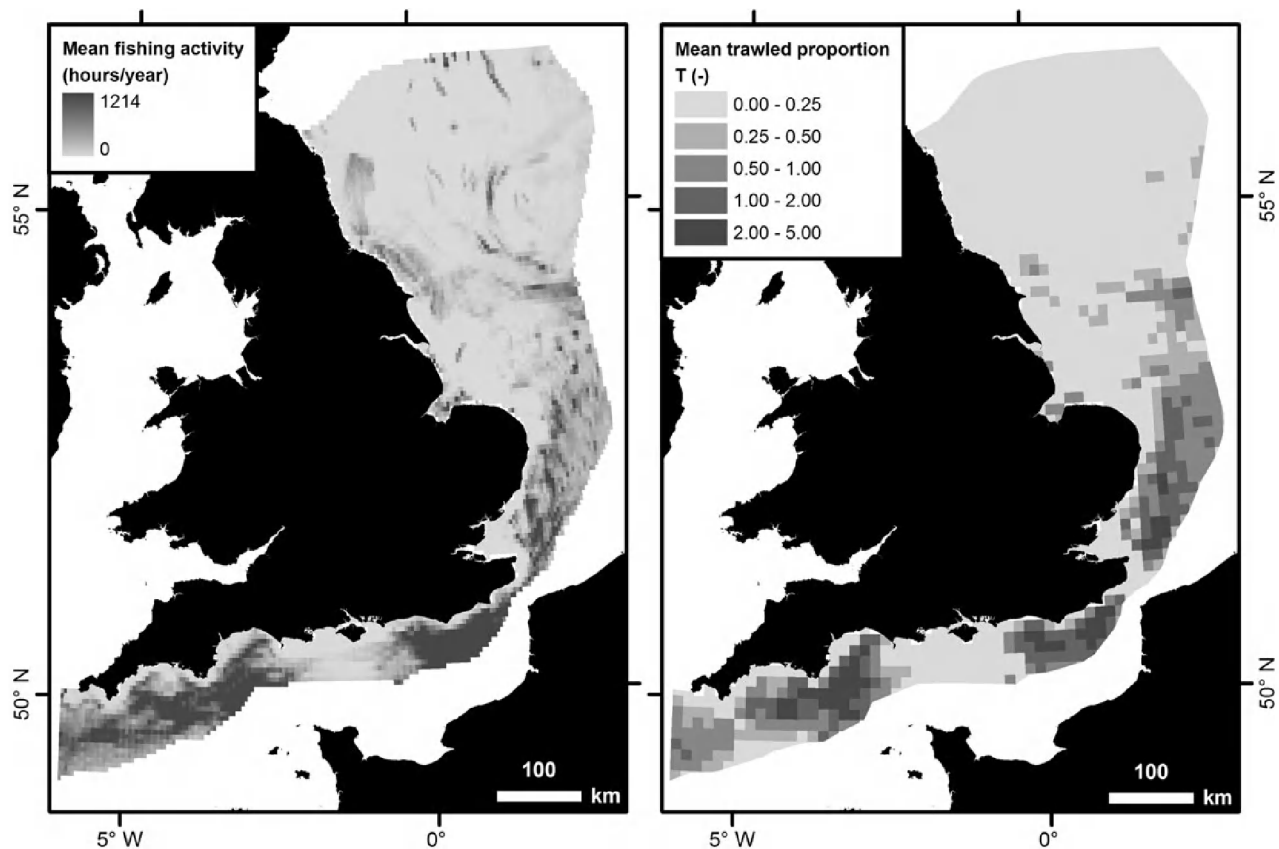 Mean fishing activity
(hours/year)
1214
0
55° N
50° N
100
km
5° W
0°
Mean trawled proportion
T (-)
0.00 - 0.25
0.25 - 0.50
0.50 - 1.00
1.00 - 2.00
2.00 - 5.00
55° N
50° N
100
km
5° W
0°